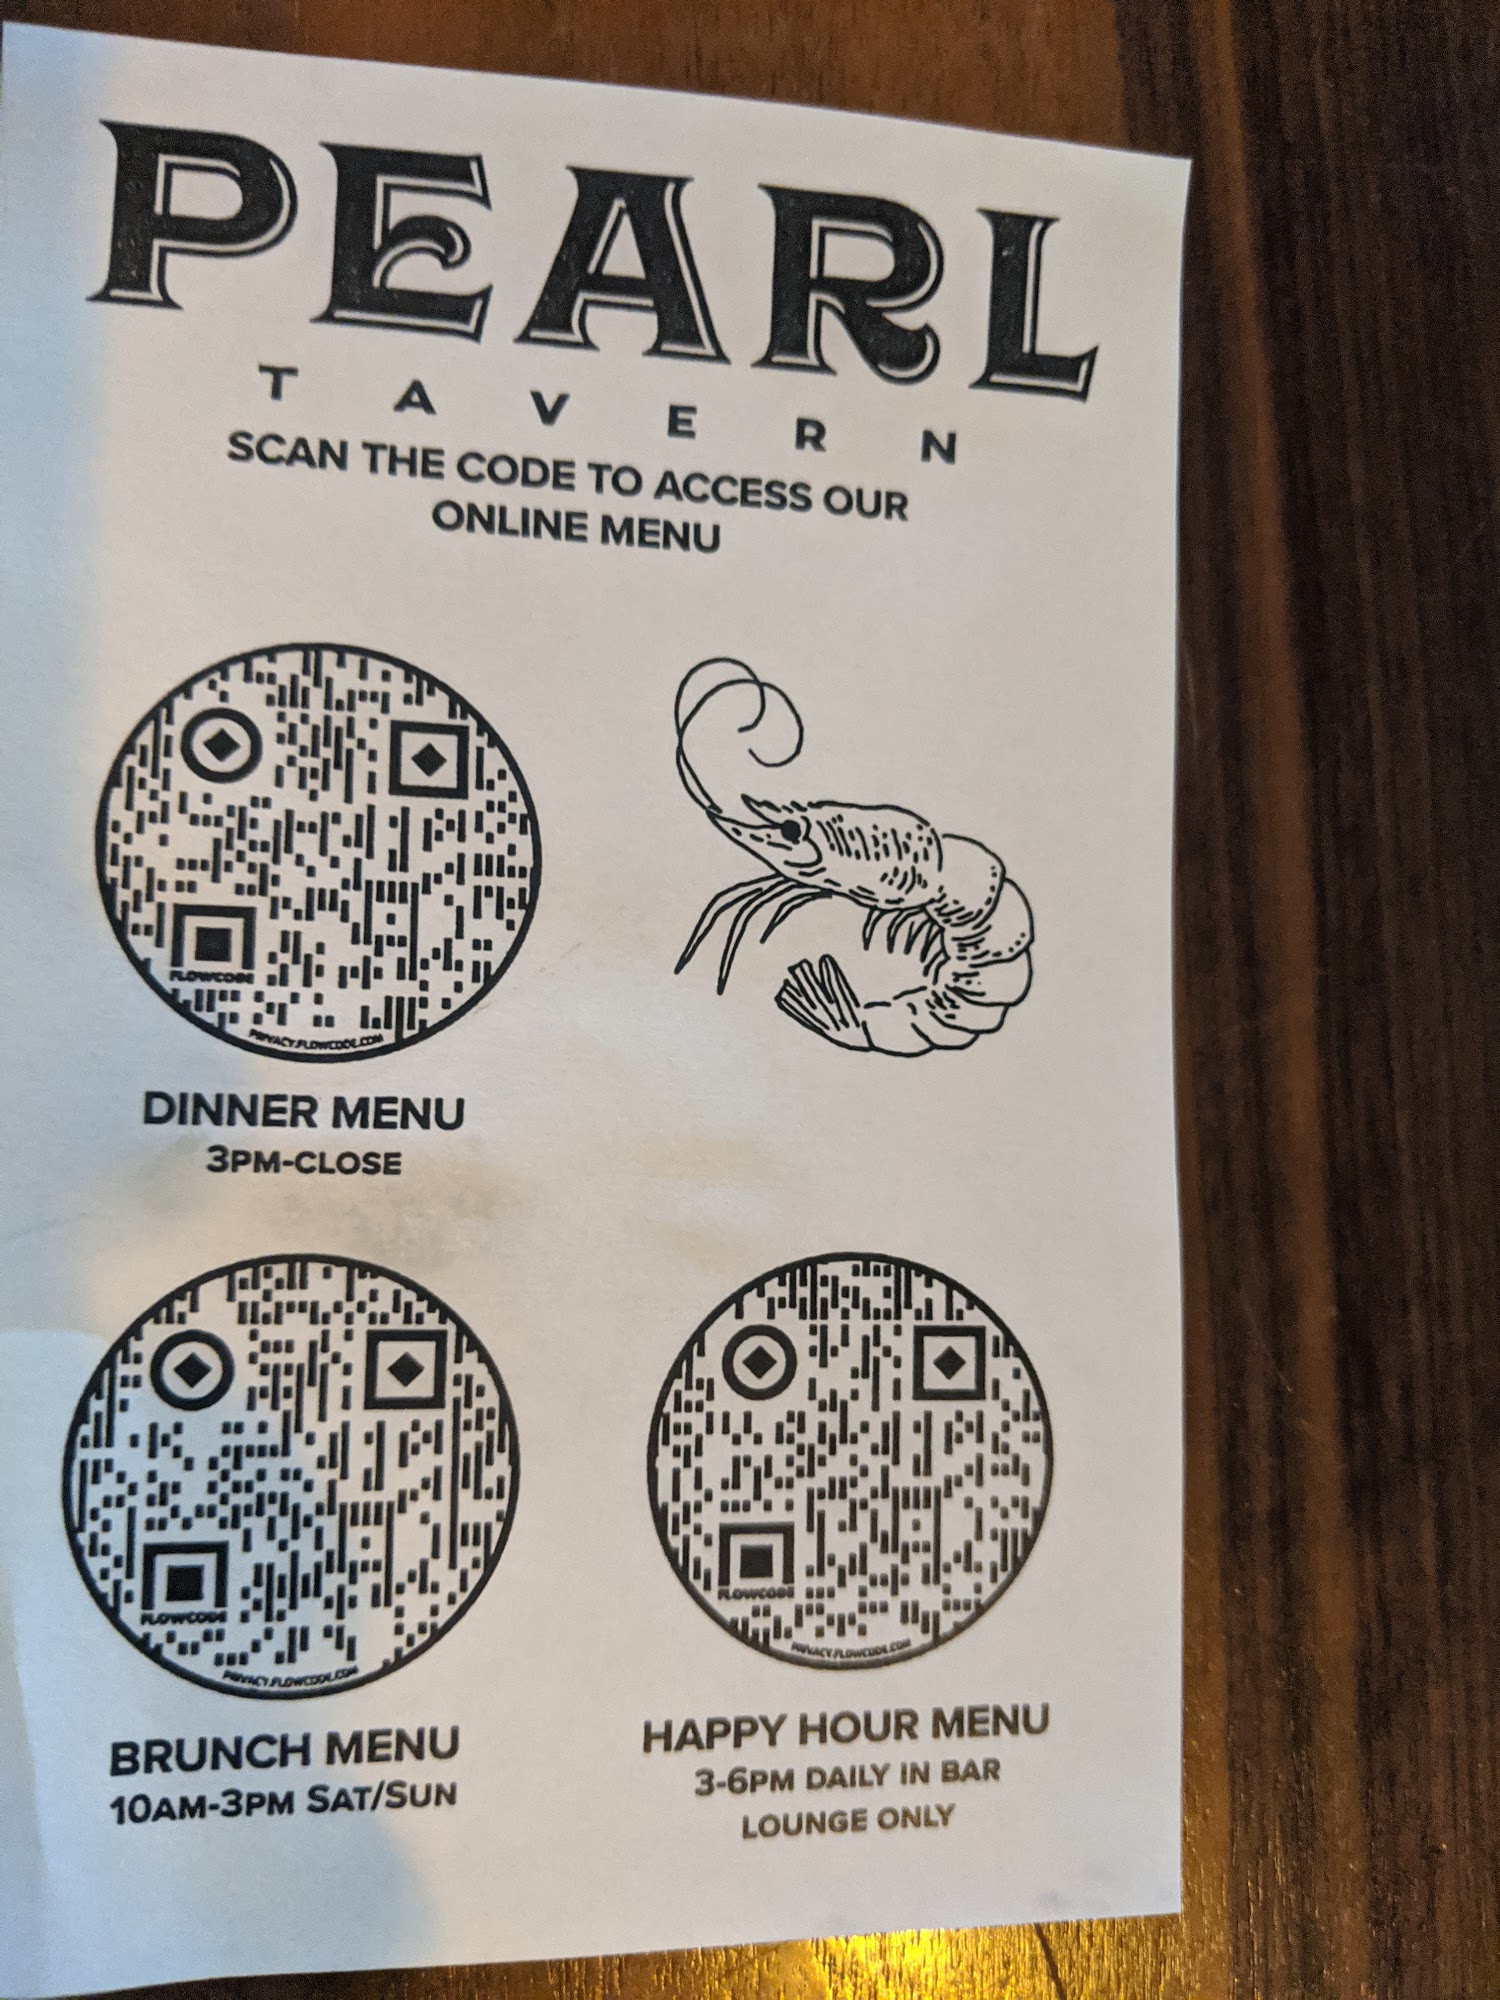 PEARL
TAVERN
SCAN THE CODE TO ACCESS OUR
ONLINE MENU
FLOWCODE
PRIVACY.FLOWCODE.COM
DINNER MENU
3PM-CLOSE
FLOWCODE
PRIVACY.FLOWCODE.COM
BRUNCH MENU
10AM-3PM SAT/SUN
FLOWCODE
PRIVACY.FLOWCODE.COM
HAPPY HOUR MENU
3-6PM DAILY IN BAR
LOUNGE ONLY